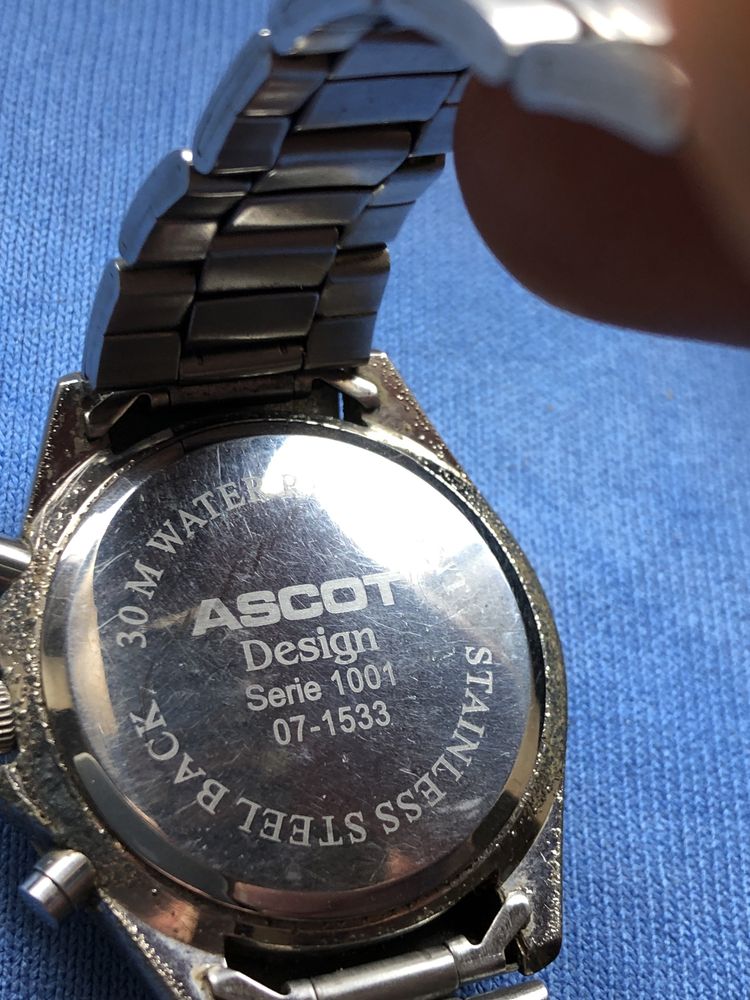 30 M WATER
ASCOT
Design
Serie 1001
07-1533
STAINLESS STEEL BACK